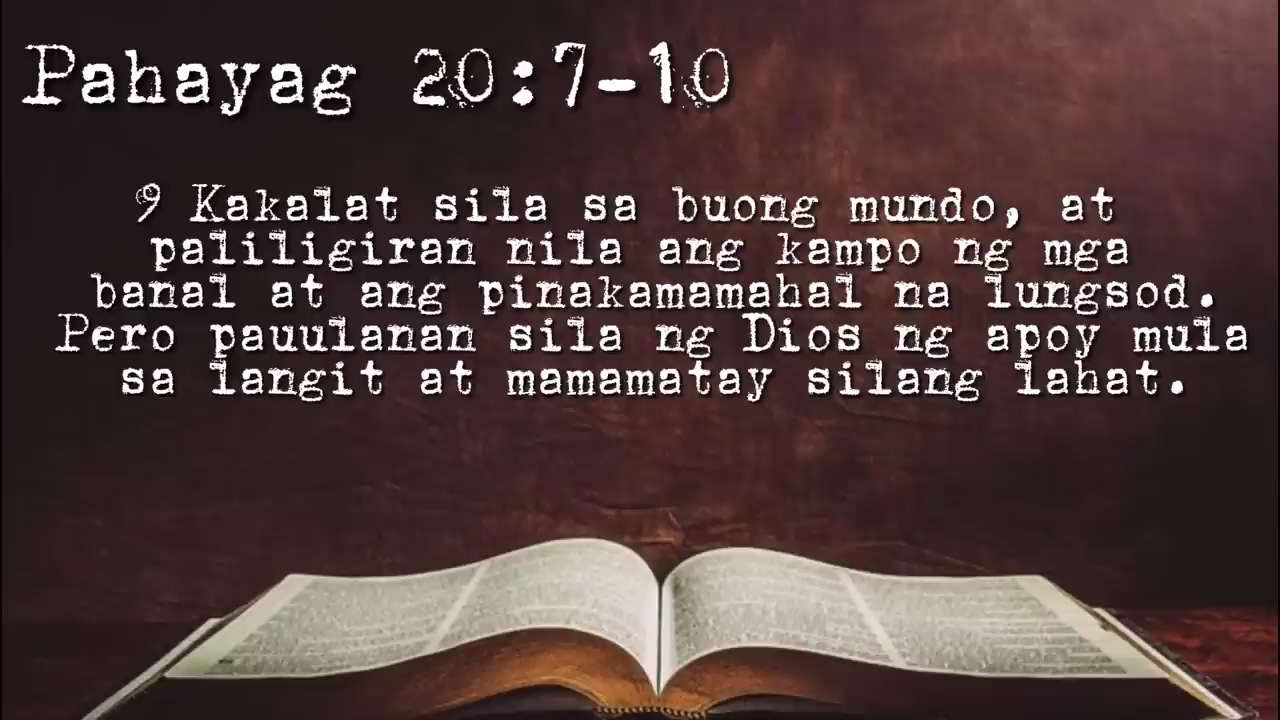 Pahayag 20:7-10
9 Kakalat sila sa buong mundo, at
paliligiran nila ang kampo ng mga
banal at ang pinakamamahal na lungsod.
Pero pauulanan sila ng Dios ng apoy mula
sa langit at mamamatay silang lahat.